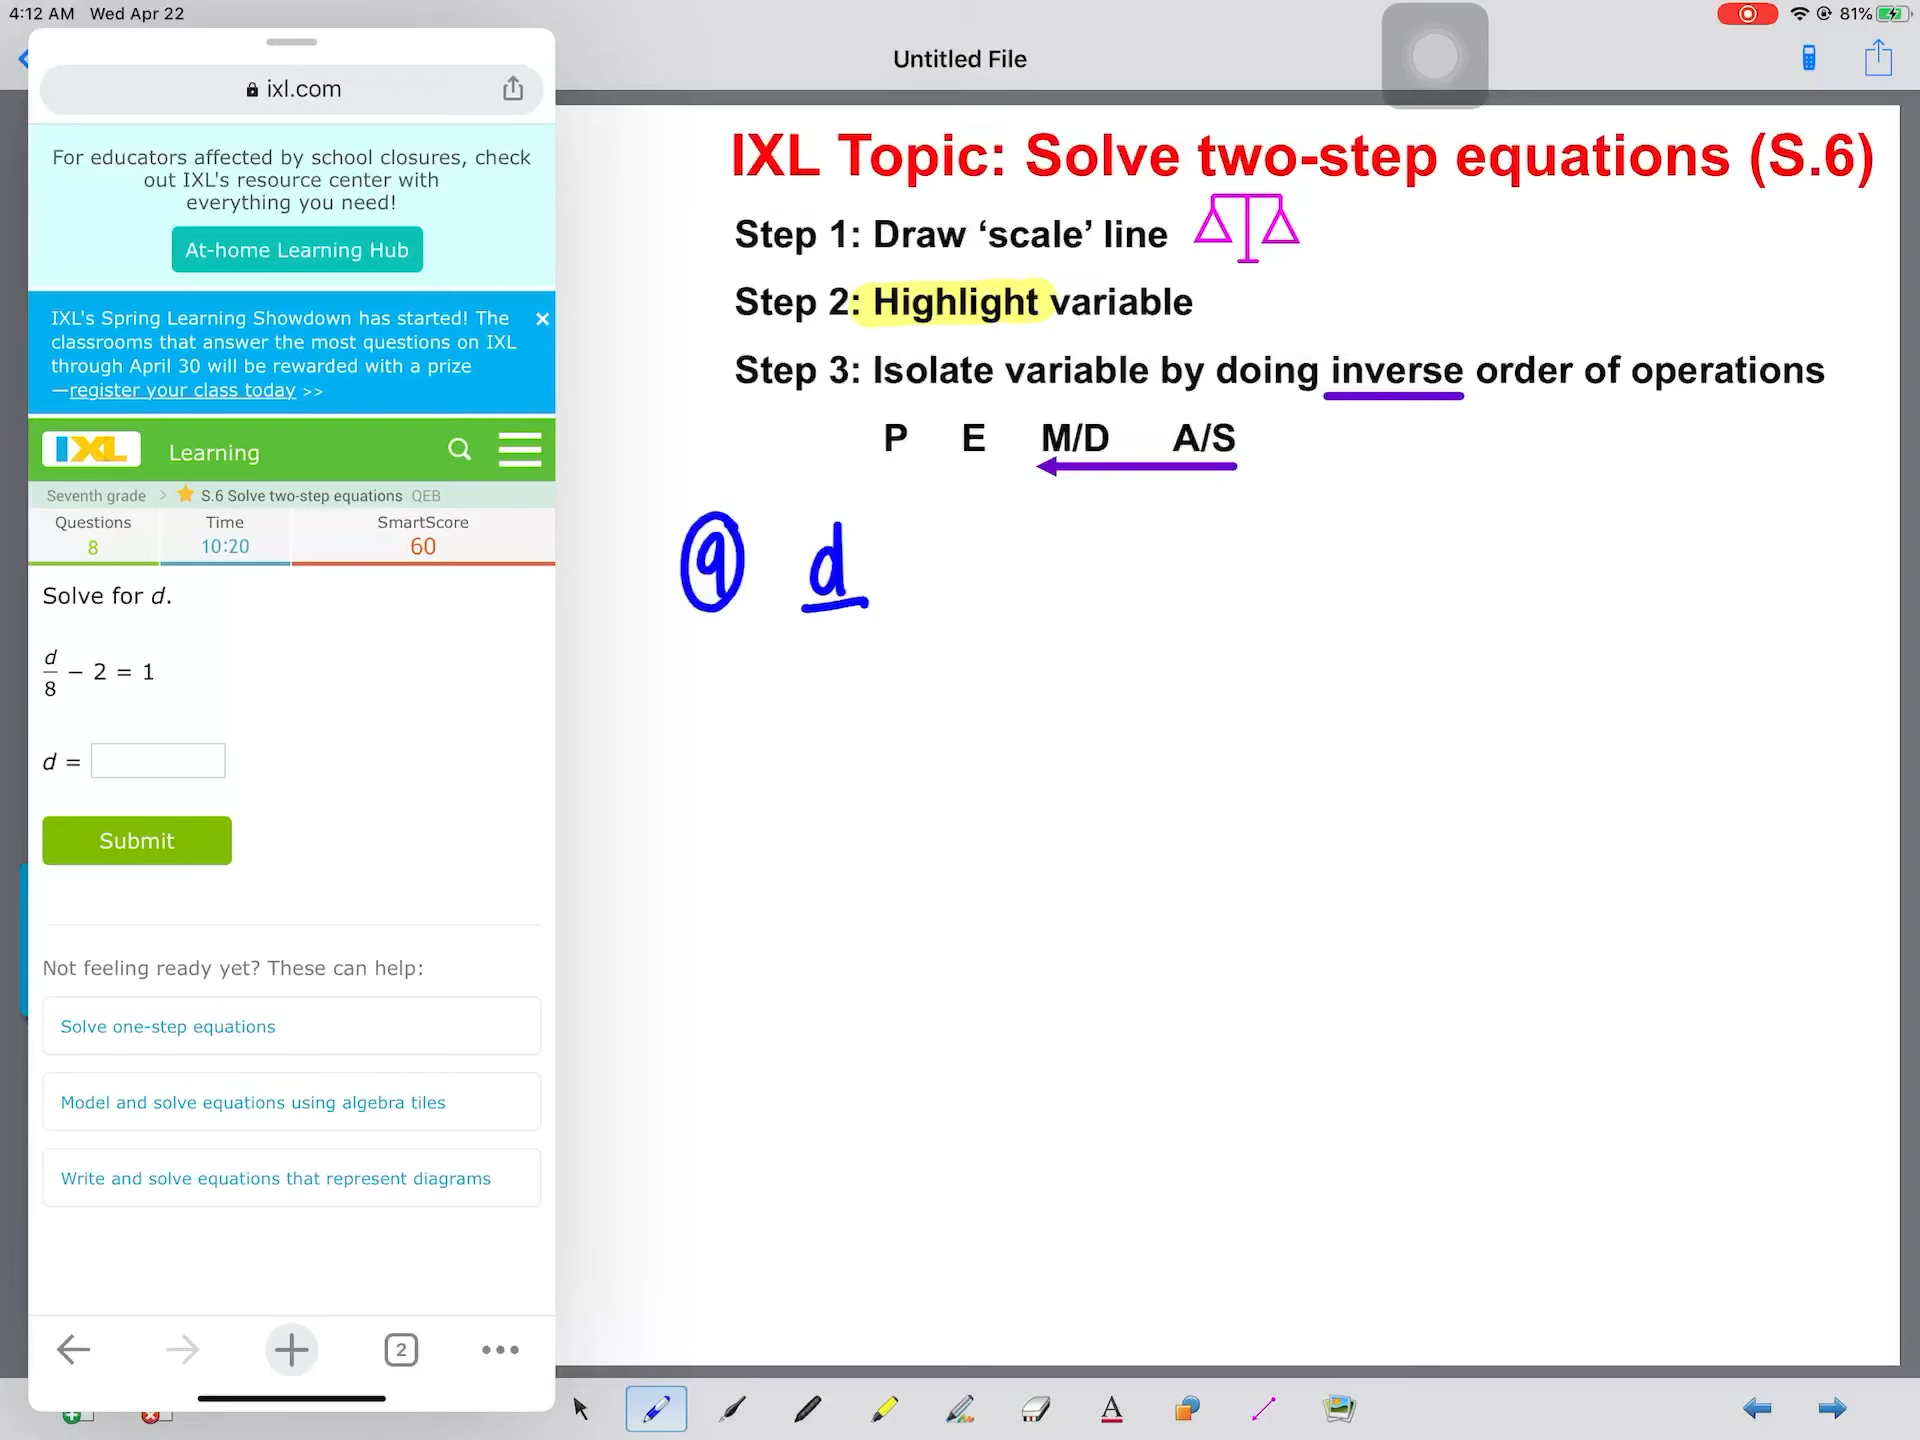 4:12 AM Wed Apr 22
81%
Untitled File
ixl.com
For educators affected by school closures, check
out IXL's resource center with
everything you need!
At-home Learning Hub
IXL's Spring Learning Showdown has started! The
classrooms that answer the most questions on IXL
through April 30 will be rewarded with a prize
—register your class today >>
IXL Learning
Seventh grade > S.6 Solve two-step equations QEB
Questions Time SmartScore
8 10:20 60
Solve for d.
d/8 − 2 = 1
d =
Submit
Not feeling ready yet? These can help:
Solve one-step equations
Model and solve equations using algebra tiles
Write and solve equations that represent diagrams
2
IXL Topic: Solve two-step equations (S.6)
Step 1: Draw ‘scale’ line
Step 2: Highlight variable
Step 3: Isolate variable by doing inverse order of operations
P E M/D A/S
9 d
A